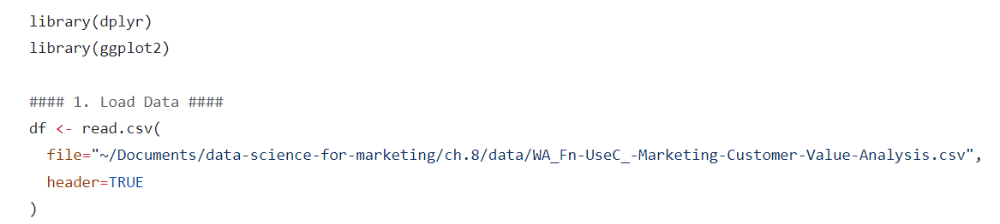 library(dplyr)
library(ggplot2)
#### 1. Load Data ####
df <- read.csv(
file="~/Documents/data-science-for-marketing/ch.8/data/WA_Fn-UseC_-Marketing-Customer-Value-Analysis.csv",
header=TRUE
)